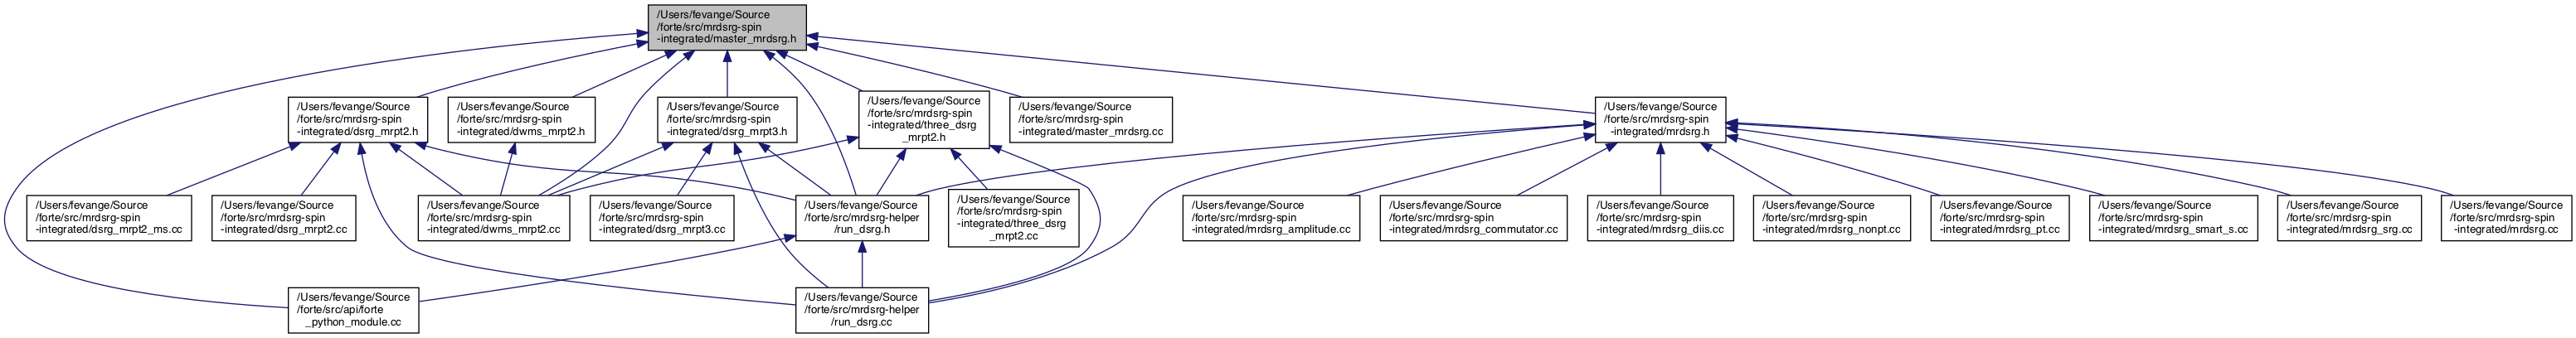 /Users/fevange/Source
/forte/src/mrdsrg-spin
-integrated/master_mrdsrg.h
/Users/fevange/Source
/forte/src/mrdsrg-spin
-integrated/dsrg_mrpt2.h
/Users/fevange/Source
/forte/src/mrdsrg-spin
-integrated/dwms_mrpt2.h
/Users/fevange/Source
/forte/src/mrdsrg-spin
-integrated/dsrg_mrpt3.h
/Users/fevange/Source
/forte/src/mrdsrg-spin
-integrated/three_dsrg
_mrpt2.h
/Users/fevange/Source
/forte/src/mrdsrg-spin
-integrated/master_mrdsrg.cc
/Users/fevange/Source
/forte/src/mrdsrg-spin
-integrated/mrdsrg.h
/Users/fevange/Source
/forte/src/mrdsrg-spin
-integrated/dsrg_mrpt2_ms.cc
/Users/fevange/Source
/forte/src/mrdsrg-spin
-integrated/dsrg_mrpt2.cc
/Users/fevange/Source
/forte/src/mrdsrg-spin
-integrated/dwms_mrpt2.cc
/Users/fevange/Source
/forte/src/mrdsrg-spin
-integrated/dsrg_mrpt3.cc
/Users/fevange/Source
/forte/src/mrdsrg-helper
/run_dsrg.h
/Users/fevange/Source
/forte/src/mrdsrg-spin
-integrated/three_dsrg
_mrpt2.cc
/Users/fevange/Source
/forte/src/mrdsrg-spin
-integrated/mrdsrg_amplitude.cc
/Users/fevange/Source
/forte/src/mrdsrg-spin
-integrated/mrdsrg_commutator.cc
/Users/fevange/Source
/forte/src/mrdsrg-spin
-integrated/mrdsrg_diis.cc
/Users/fevange/Source
/forte/src/mrdsrg-spin
-integrated/mrdsrg_nonpt.cc
/Users/fevange/Source
/forte/src/mrdsrg-spin
-integrated/mrdsrg_pt.cc
/Users/fevange/Source
/forte/src/mrdsrg-spin
-integrated/mrdsrg_smart_s.cc
/Users/fevange/Source
/forte/src/mrdsrg-spin
-integrated/mrdsrg_srg.cc
/Users/fevange/Source
/forte/src/mrdsrg-spin
-integrated/mrdsrg.cc
/Users/fevange/Source
/forte/src/api/forte
_python_module.cc
/Users/fevange/Source
/forte/src/mrdsrg-helper
/run_dsrg.cc